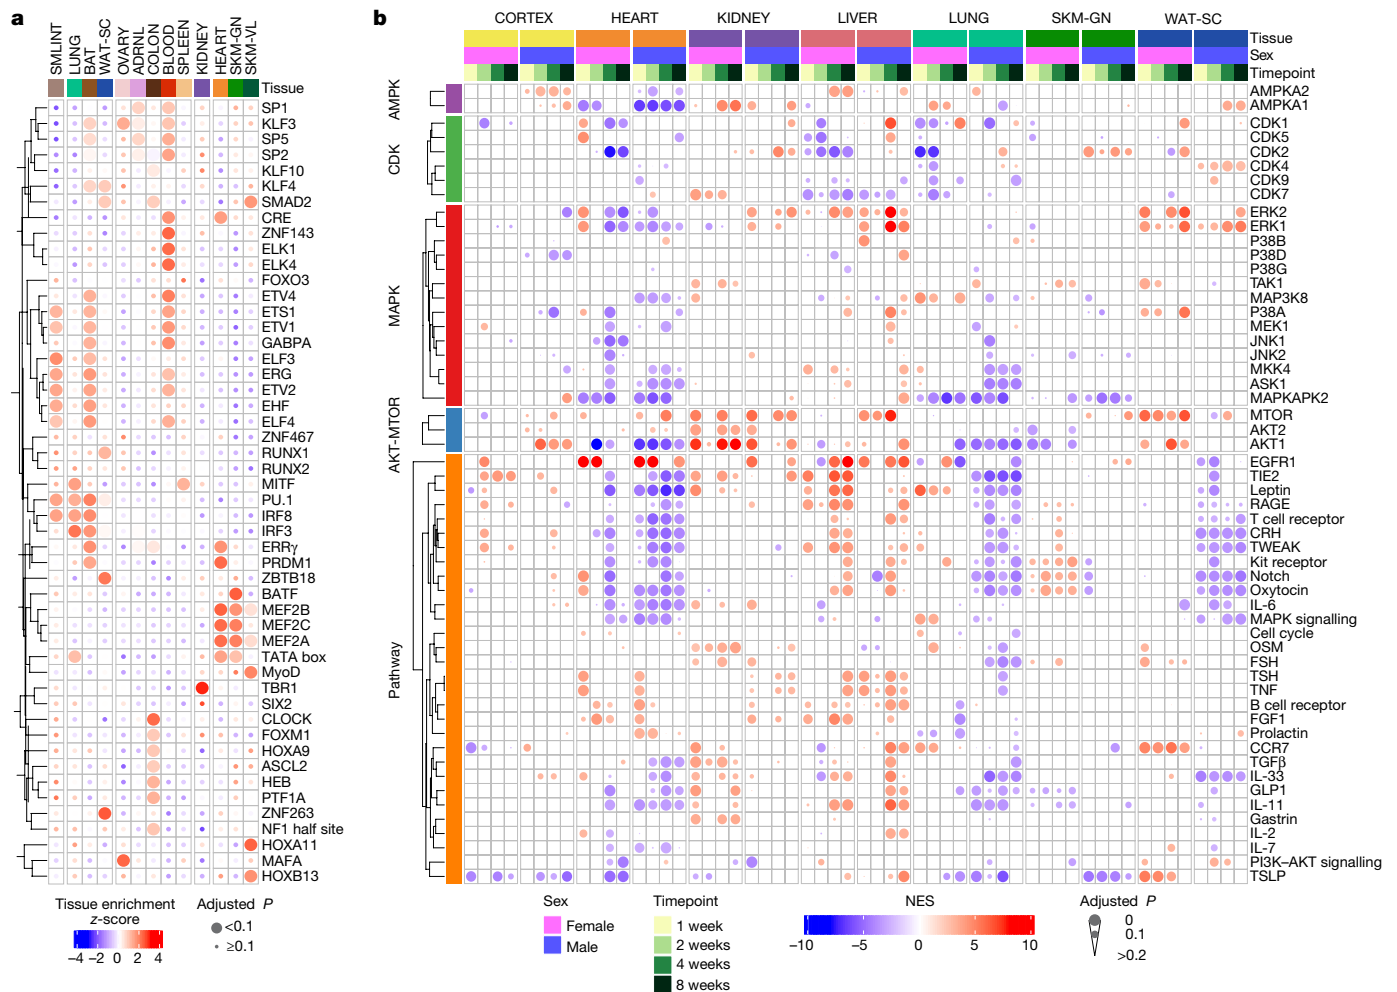 a
SMLINT
LUNG
BAT
WAT-SC
OVARY
ADRNL
COLON
BLOOD
SPLEEN
KIDNEY
HEART
SKM-GN
SKM-VL
Tissue
SP1
KLF3
SP5
SP2
KLF10
KLF4
SMAD2
CRE
ZNF143
ELK1
ELK4
FOXO3
ETV4
ETS1
ETV1
GABPA
ELF3
ERG
ETV2
EHF
ELF4
ZNF467
RUNX1
RUNX2
MITF
PU.1
IRF8
IRF3
ERRγ
PRDM1
ZBTB18
BATF
MEF2B
MEF2C
MEF2A
TATA box
MyoD
TBR1
SIX2
CLOCK
FOXM1
HOXA9
ASCL2
HEB
PTF1A
ZNF263
NF1 half site
HOXA11
MAFA
HOXB13
Tissue enrichment
z-score
−4 −2 0 2 4
Adjusted P
<0.1
≥0.1
b
CORTEX HEART KIDNEY LIVER LUNG SKM-GN WAT-SC
Tissue
Sex
Timepoint
AMPK
AMPKA2
AMPKA1
CDK
CDK1
CDK5
CDK2
CDK4
CDK9
CDK7
MAPK
ERK2
ERK1
P38B
P38D
P38G
TAK1
MAP3K8
P38A
MEK1
JNK1
JNK2
MKK4
ASK1
MAPKAPK2
AKT-MTOR
MTOR
AKT2
AKT1
Pathway
EGFR1
TIE2
Leptin
RAGE
T cell receptor
CRH
TWEAK
Kit receptor
Notch
Oxytocin
IL-6
MAPK signalling
Cell cycle
OSM
FSH
TSH
TNF
B cell receptor
FGF1
Prolactin
CCR7
TGFβ
IL-33
GLP1
IL-11
Gastrin
IL-2
IL-7
PI3K–AKT signalling
TSLP
Sex
Female
Male
Timepoint
1 week
2 weeks
4 weeks
8 weeks
NES
−10 −5 0 5 10
Adjusted P
0
0.1
>0.2